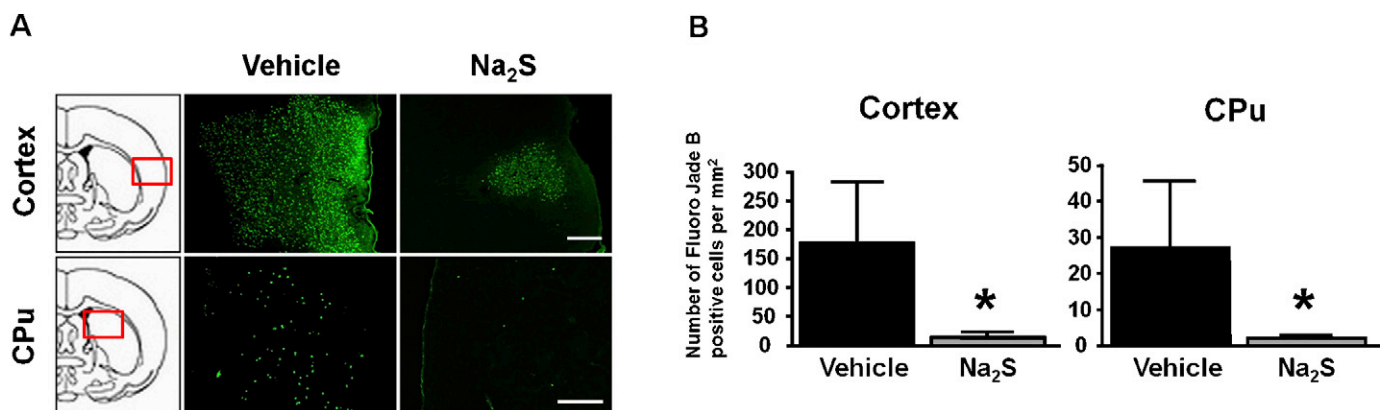 A
Vehicle
Na₂S
Cortex
CPu
B
Cortex
CPu
Number of Fluoro Jade B
positive cells per mm²
300
250
200
150
100
50
0
*
Vehicle
Na₂S
50
40
30
20
10
0
*
Vehicle
Na₂S